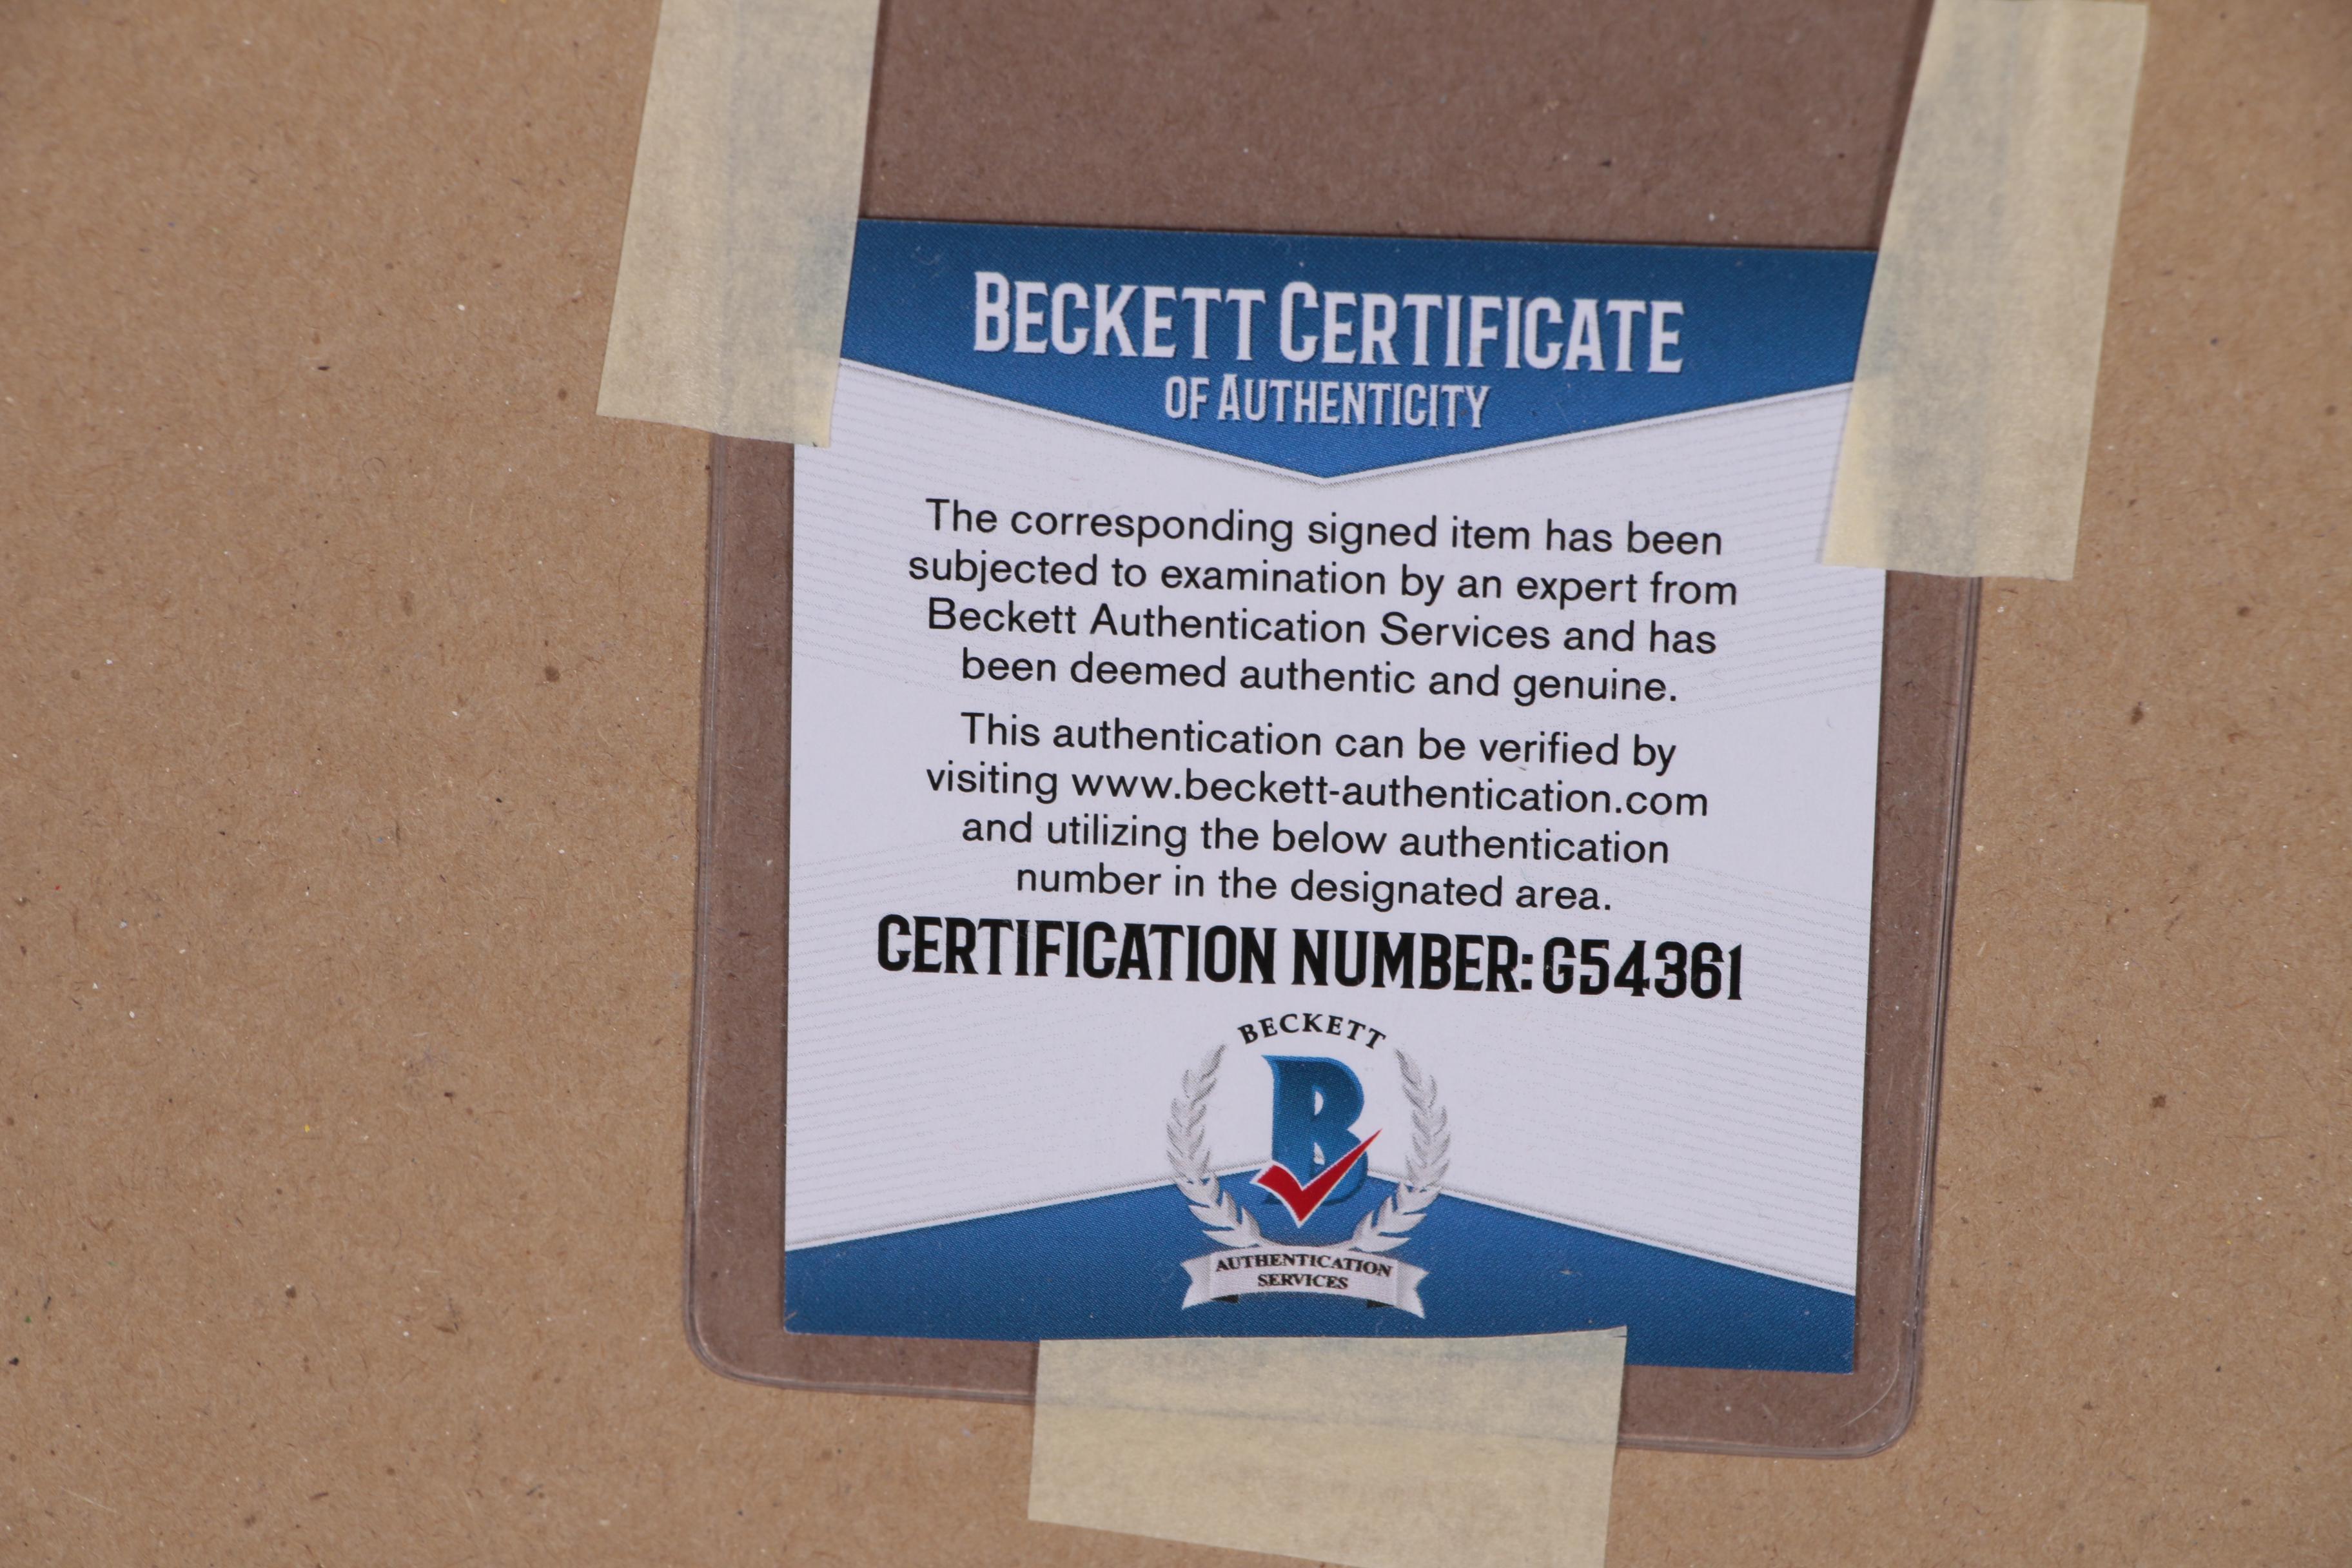 BECKETT CERTIFICATE
OF AUTHENTICITY
The corresponding signed item has been
subjected to examination by an expert from
Beckett Authentication Services and has
been deemed authentic and genuine.
This authentication can be verified by
visiting www.beckett-authentication.com
and utilizing the below authentication
number in the designated area.
CERTIFICATION NUMBER: G54361
BECKETT
B
AUTHENTICATION
SERVICES